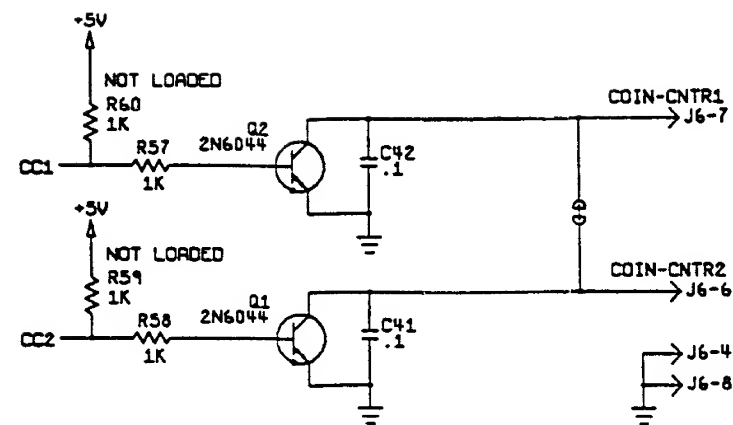 +5V
NOT LOADED
R60
1K
CC1
R57
1K
Q2
2N6044
C42
.1
COIN-CNTR1
J6-7
+5V
NOT LOADED
R59
1K
CC2
R58
1K
Q1
2N6044
C41
.1
COIN-CNTR2
J6-6
J6-4
J6-8